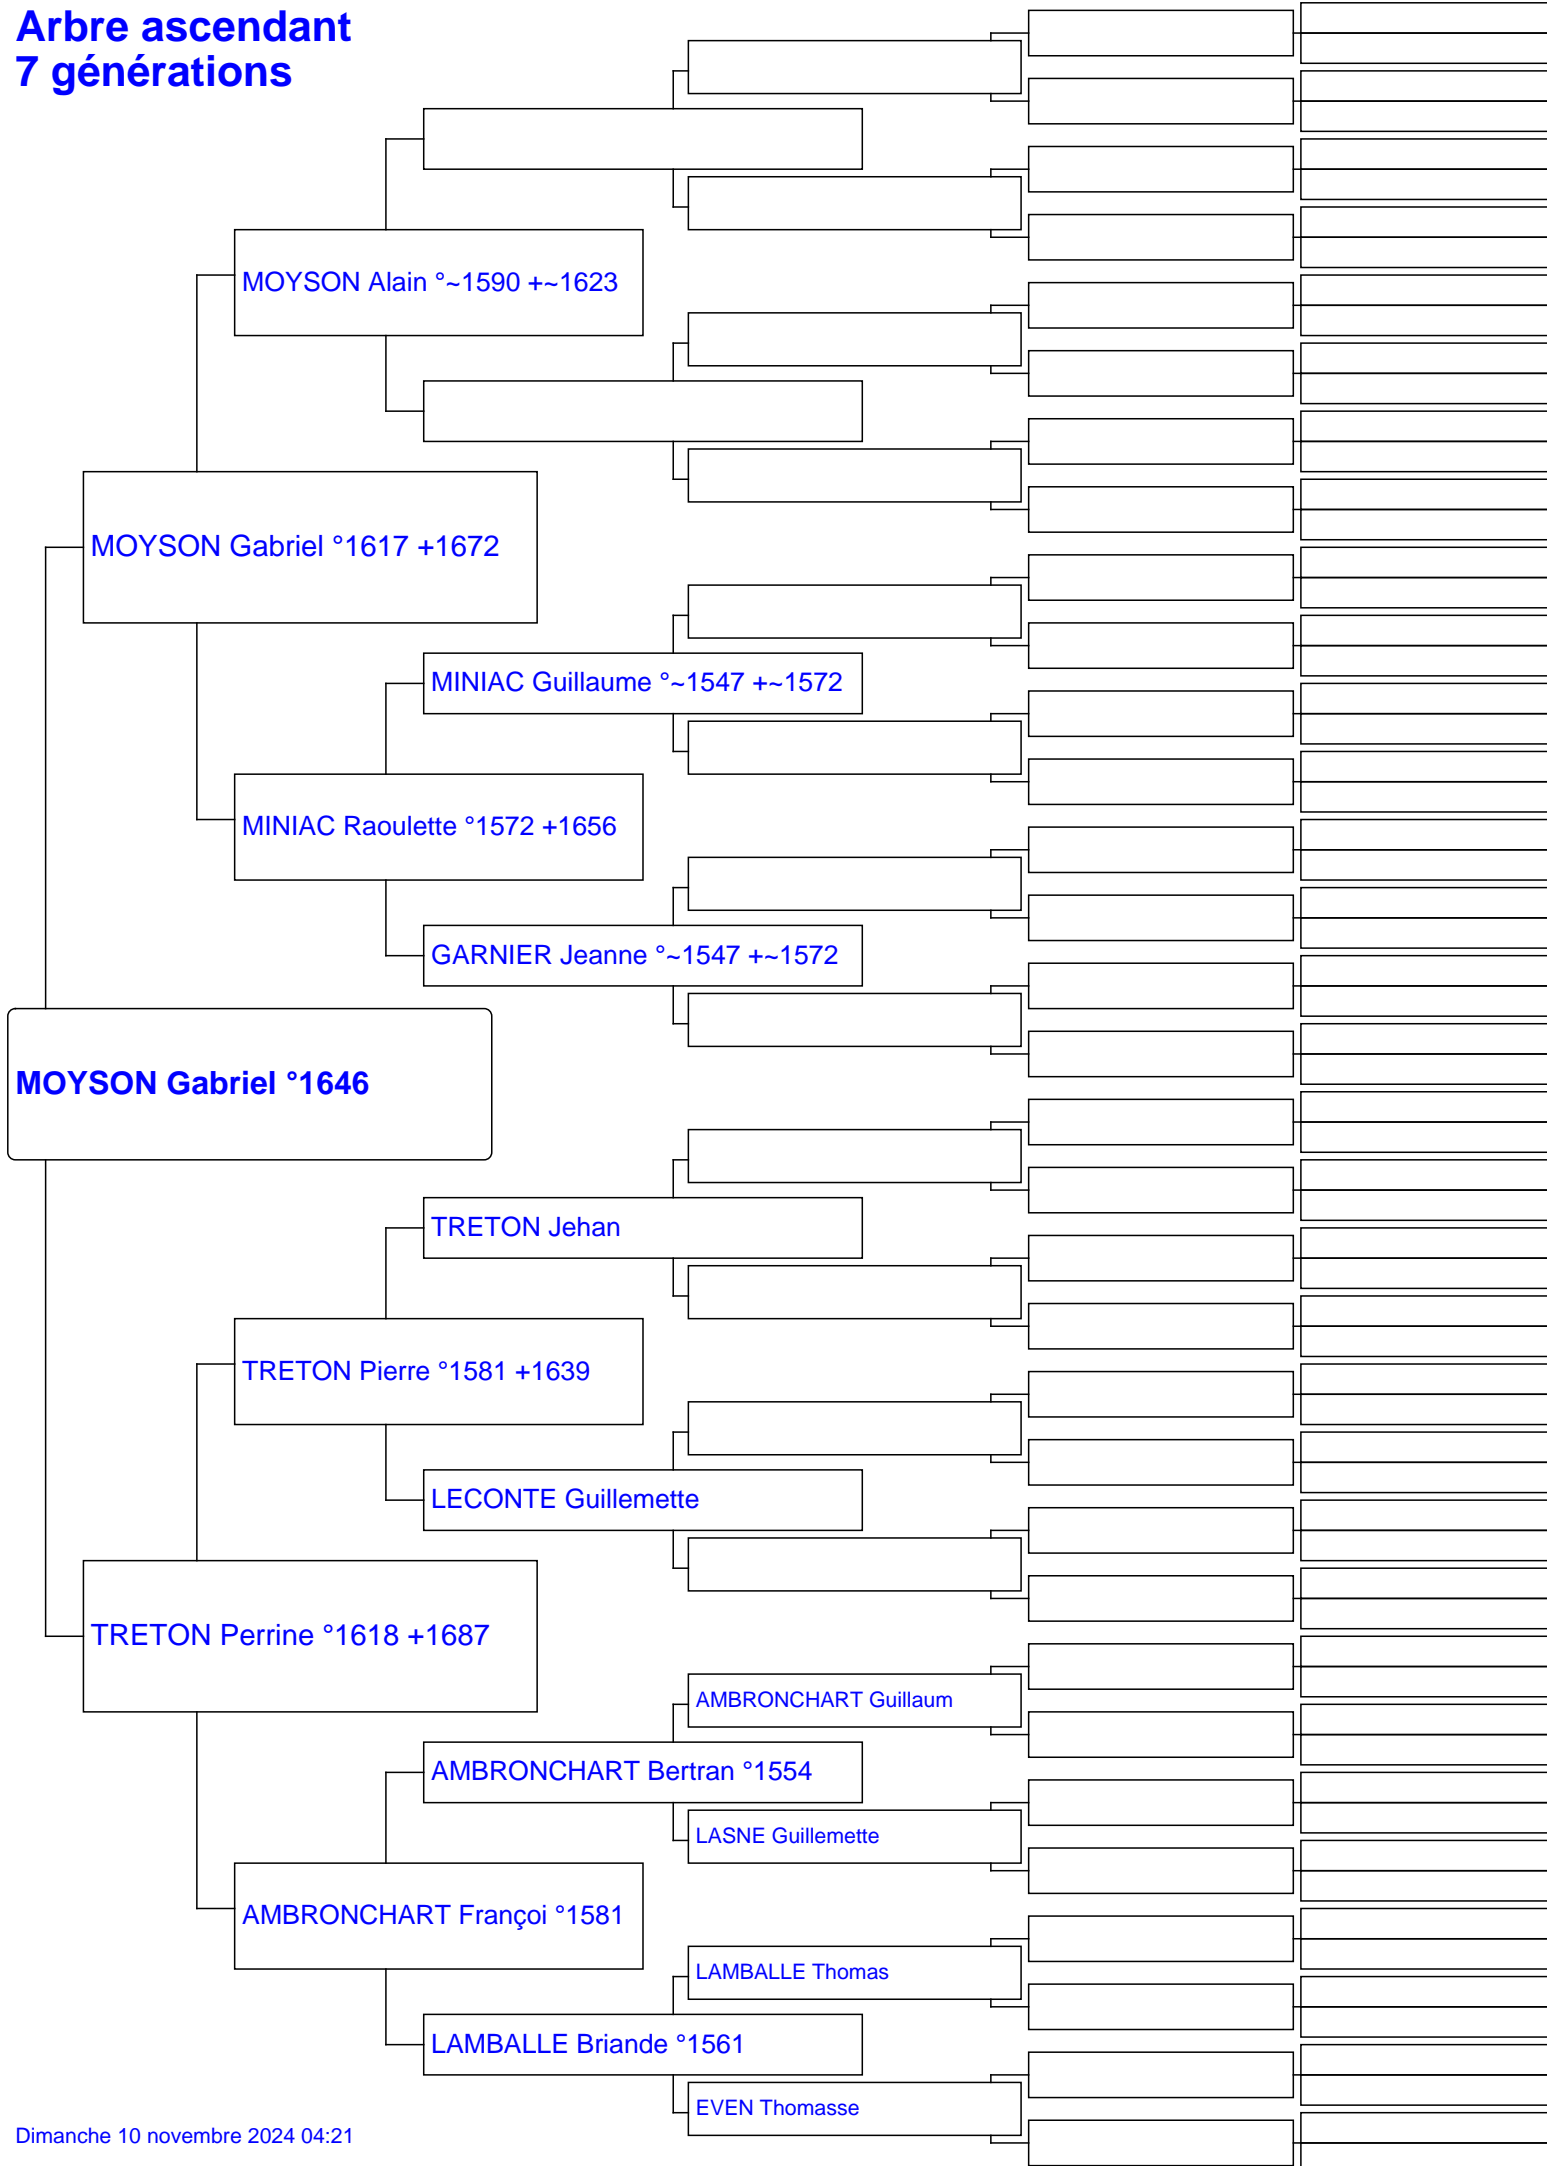 Arbre ascendant
7 générations
MOYSON Alain °~1590 +~1623
MOYSON Gabriel °1617 +1672
MINIAC Guillaume °~1547 +~1572
MINIAC Raoulette °1572 +1656
GARNIER Jeanne °~1547 +~1572
MOYSON Gabriel °1646
TRETON Jehan
TRETON Pierre °1581 +1639
LECONTE Guillemette
TRETON Perrine °1618 +1687
AMBRONCHART Guillaum
AMBRONCHART Bertran °1554
LASNE Guillemette
AMBRONCHART Françoi °1581
LAMBALLE Thomas
LAMBALLE Briande °1561
EVEN Thomasse
Dimanche 10 novembre 2024 04:21